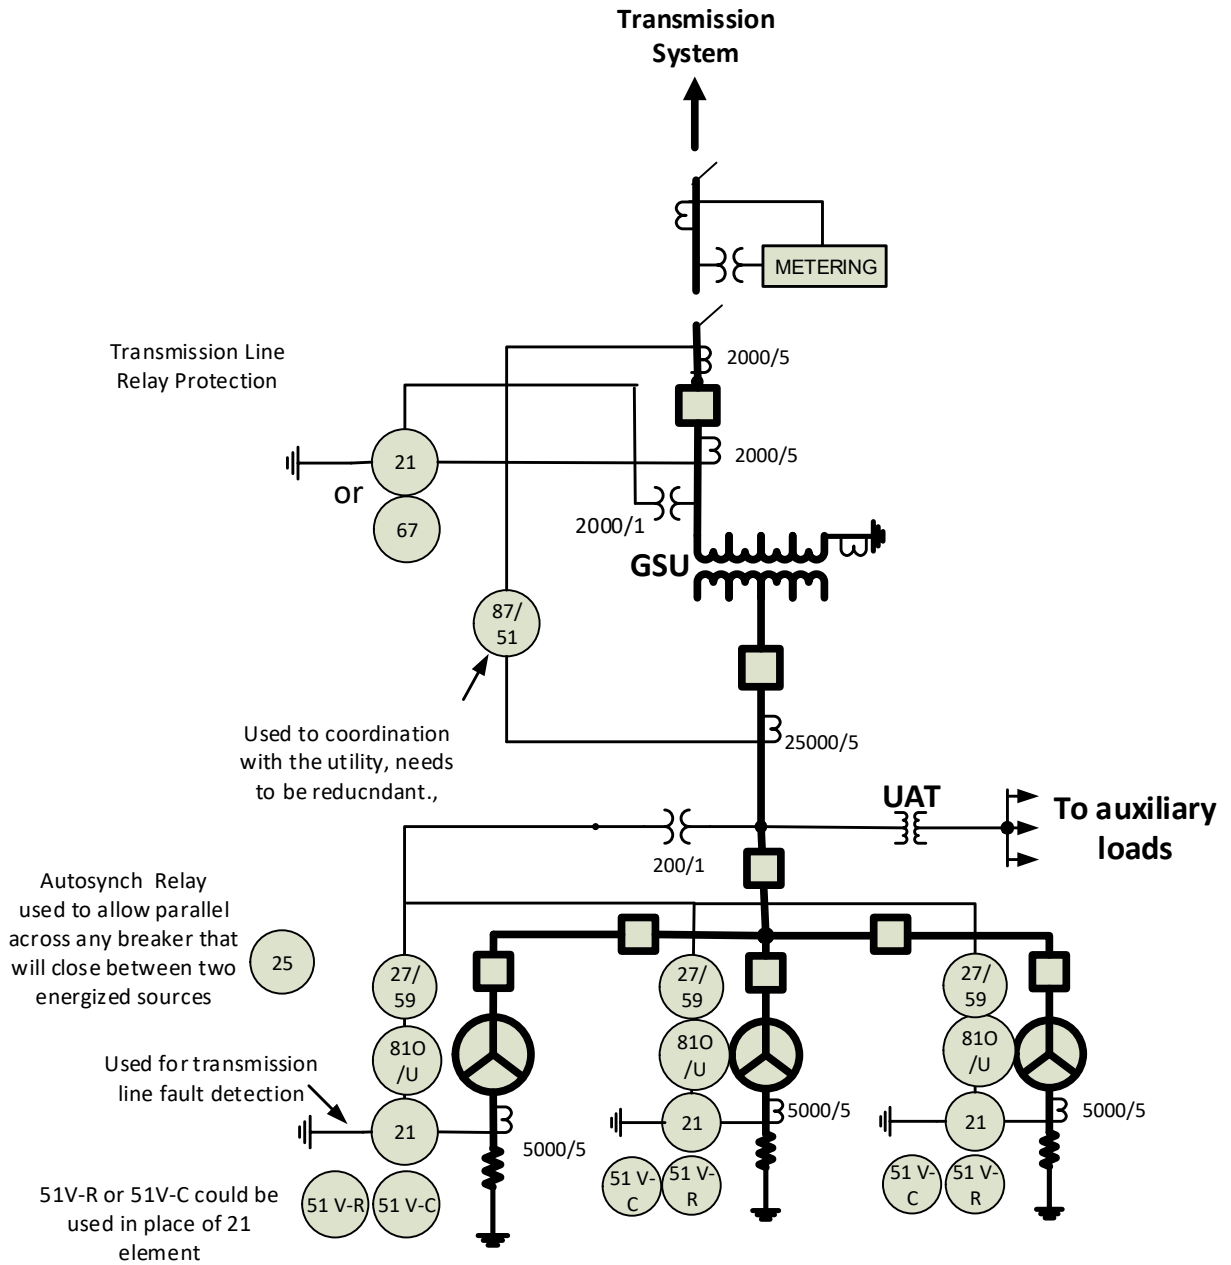 Transmission
System
METERING
2000/5
Transmission Line
Relay Protection
21
2000/5
or
67
2000/1
GSU
87/
51
Used to coordination
with the utility, needs
to be reducndant.,
25000/5
UAT
To auxiliary
loads
200/1
Autosynch Relay
used to allow parallel
across any breaker that
will close between two
energized sources
25
27/
59
27/
59
27/
59
81O
/U
81O
/U
81O
/U
Used for transmission
line fault detection
21
5000/5
21
5000/5
21
5000/5
51V-R or 51V-C could be
used in place of 21
element
51 V-R
51 V-C
51 V-
C
51 V-
R
51 V-
C
51 V-
R